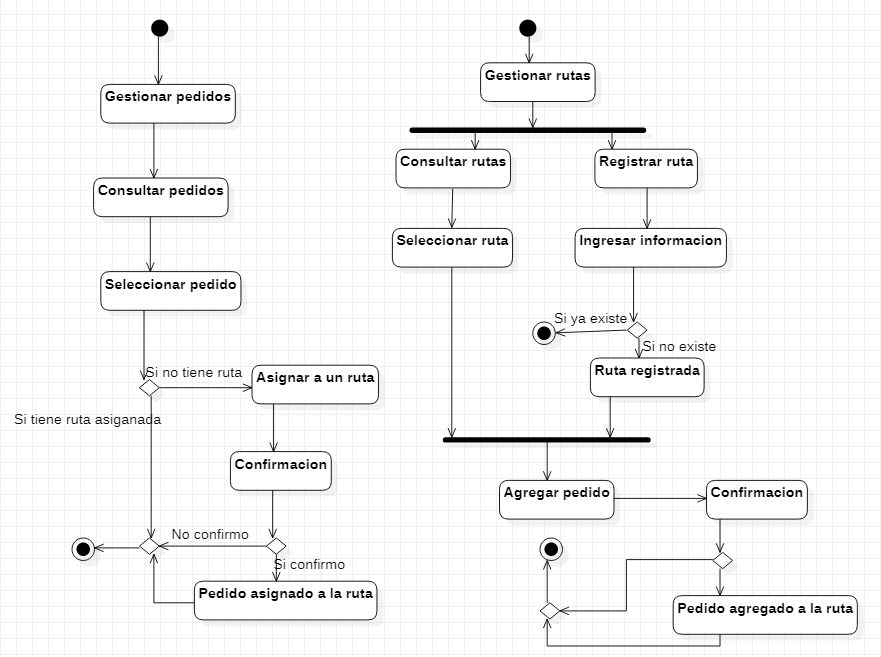 Gestionar pedidos
Consultar pedidos
Seleccionar pedido
Si no tiene ruta
Asignar a un ruta
Si tiene ruta asiganada
Confirmacion
No confirmo
Si confirmo
Pedido asignado a la ruta
Gestionar rutas
Consultar rutas
Registrar ruta
Seleccionar ruta
Ingresar informacion
Si ya existe
Si no existe
Ruta registrada
Agregar pedido
Confirmacion
Pedido agregado a la ruta